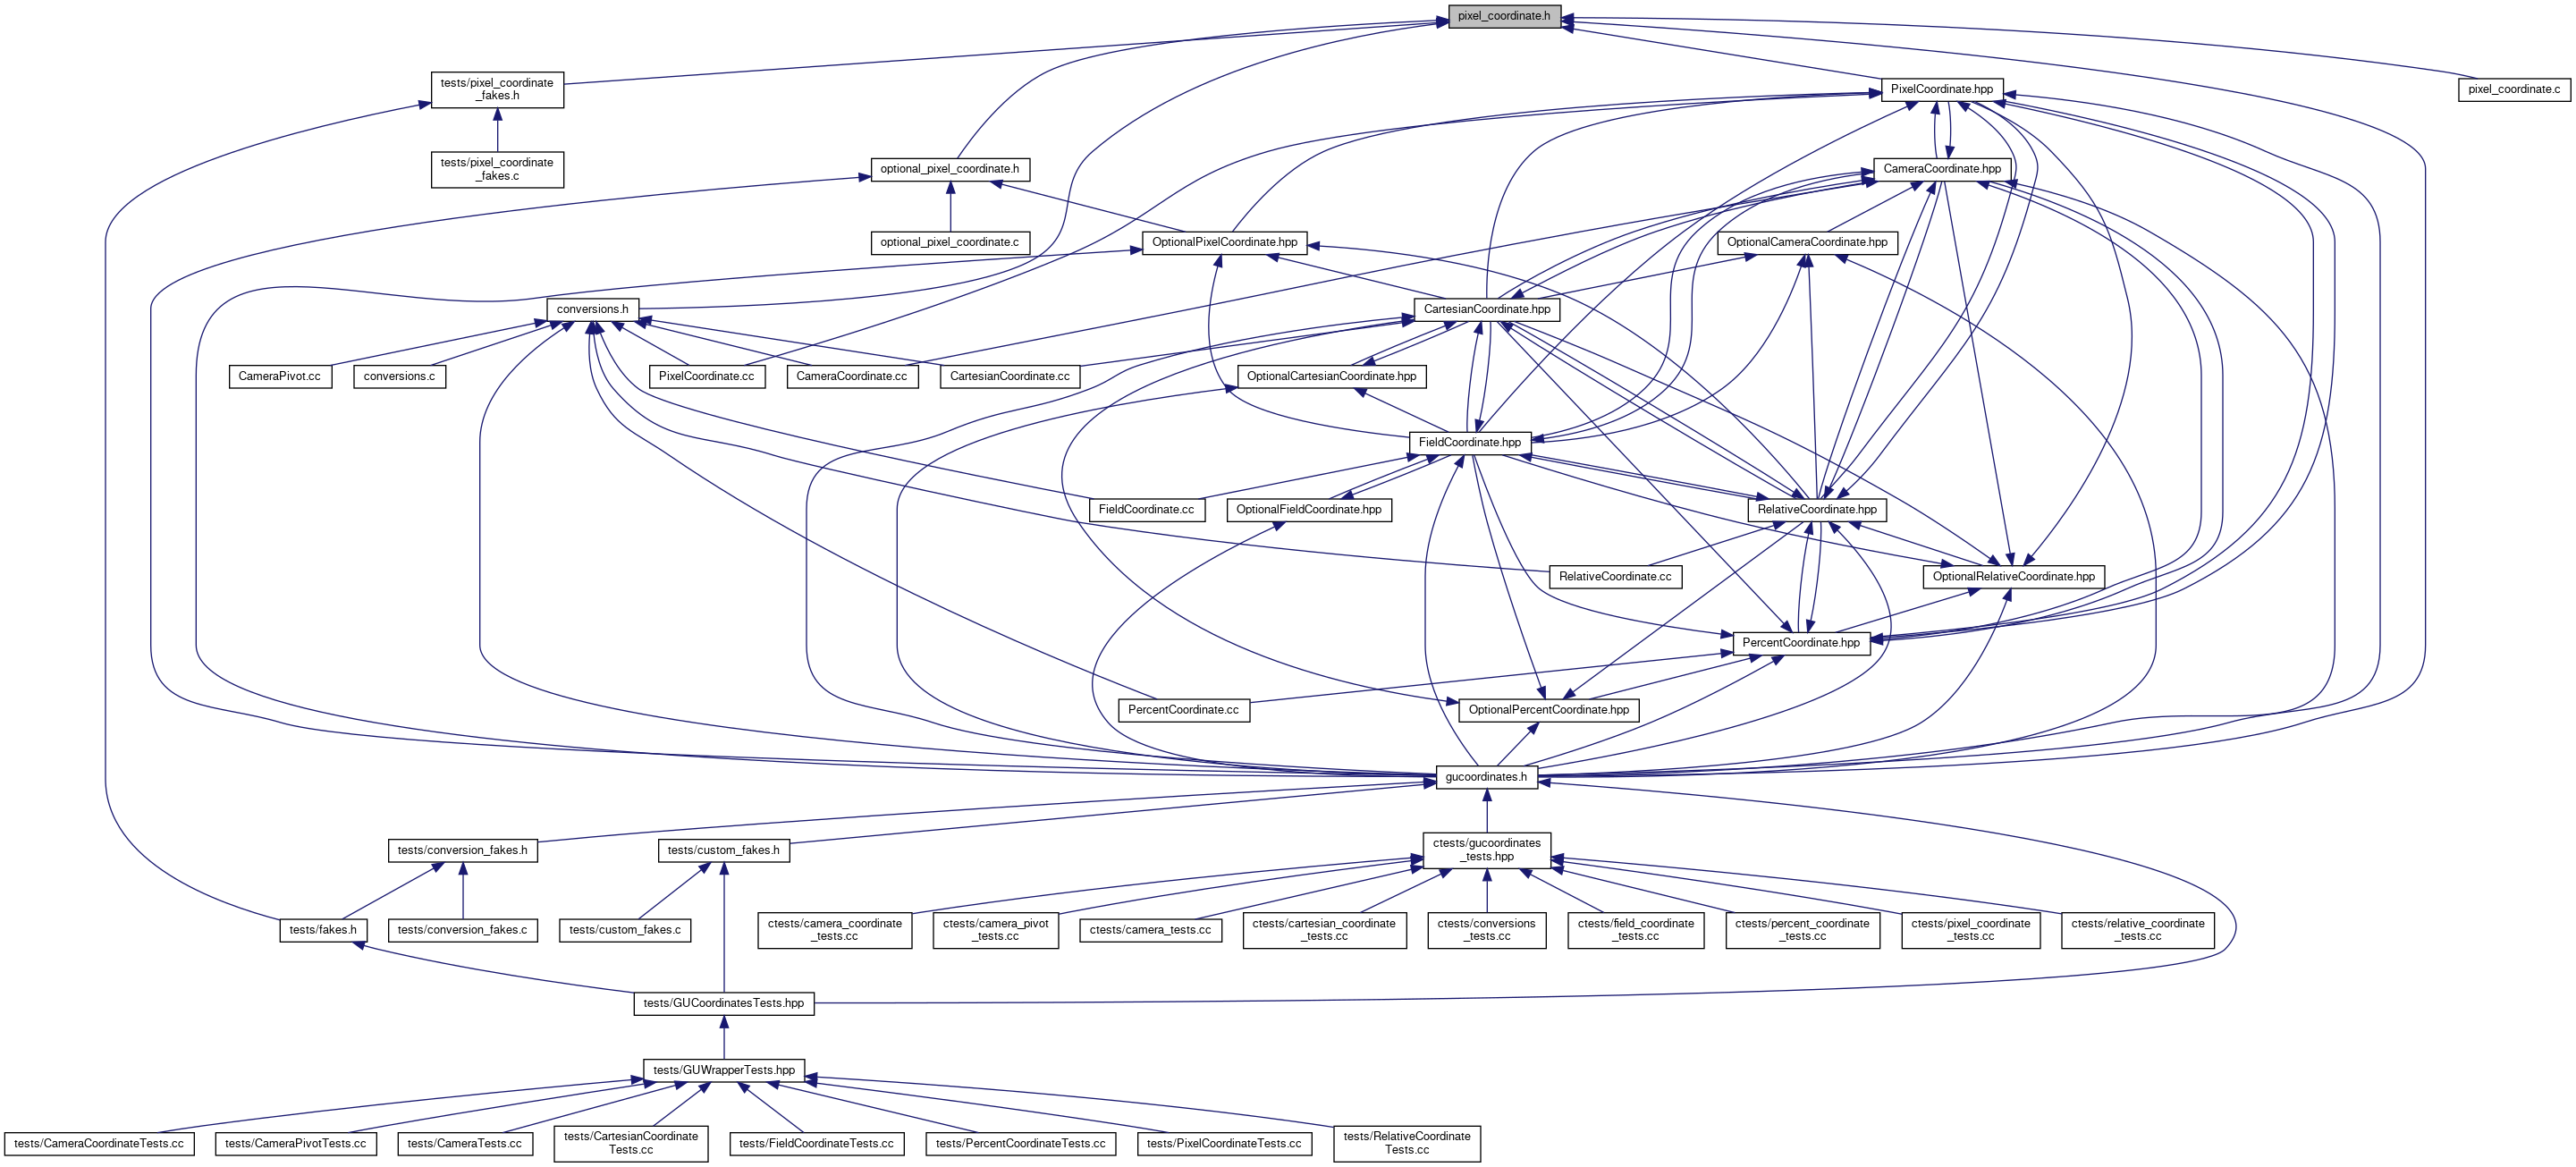 pixel_coordinate.h
tests/pixel_coordinate
_fakes.h
PixelCoordinate.hpp
pixel_coordinate.c
tests/pixel_coordinate
_fakes.c
optional_pixel_coordinate.h
CameraCoordinate.hpp
optional_pixel_coordinate.c
OptionalPixelCoordinate.hpp
OptionalCameraCoordinate.hpp
conversions.h
CartesianCoordinate.hpp
CameraPivot.cc
conversions.c
PixelCoordinate.cc
CameraCoordinate.cc
CartesianCoordinate.cc
OptionalCartesianCoordinate.hpp
FieldCoordinate.hpp
FieldCoordinate.cc
OptionalFieldCoordinate.hpp
RelativeCoordinate.hpp
RelativeCoordinate.cc
OptionalRelativeCoordinate.hpp
PercentCoordinate.hpp
PercentCoordinate.cc
OptionalPercentCoordinate.hpp
gucoordinates.h
tests/conversion_fakes.h
tests/custom_fakes.h
ctests/gucoordinates
_tests.hpp
tests/fakes.h
tests/conversion_fakes.c
tests/custom_fakes.c
ctests/camera_coordinate
_tests.cc
ctests/camera_pivot
_tests.cc
ctests/camera_tests.cc
ctests/cartesian_coordinate
_tests.cc
ctests/conversions
_tests.cc
ctests/field_coordinate
_tests.cc
ctests/percent_coordinate
_tests.cc
ctests/pixel_coordinate
_tests.cc
ctests/relative_coordinate
_tests.cc
tests/GUCoordinatesTests.hpp
tests/GUWrapperTests.hpp
tests/CameraCoordinateTests.cc
tests/CameraPivotTests.cc
tests/CameraTests.cc
tests/CartesianCoordinate
Tests.cc
tests/FieldCoordinateTests.cc
tests/PercentCoordinateTests.cc
tests/PixelCoordinateTests.cc
tests/RelativeCoordinate
Tests.cc